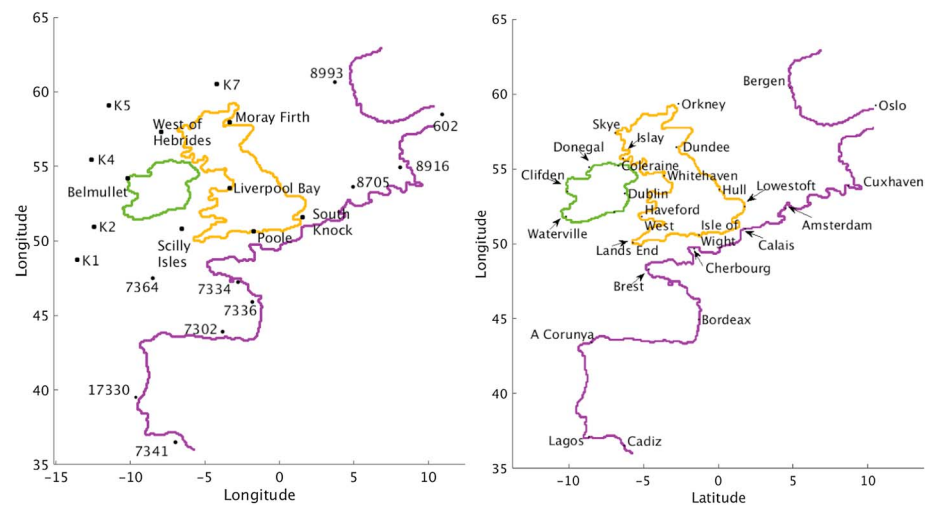 65
60
55
50
45
40
35
−15
−10
−5
0
5
10
Longitude
Longitude
K7
8993
K5
602
West of
Hebrides
Moray Firth
K4
8916
Belmullet
Liverpool Bay
8705
K2
Scilly
Isles
Poole
South
Knock
K1
7364
7334
7336
7302
17330
7341
65
60
55
50
45
40
35
−10
−5
0
5
10
Longitude
Latitude
Bergen
Oslo
Orkney
Skye
Islay
Donegal
Dundee
Clifden
Coleraine
Whitehaven
Dublin
Hull
Lowestoft
Cuxhaven
Haveford
West
Isle of
Wight
Amsterdam
Waterville
Lands End
Calais
Cherbourg
Brest
Bordeax
A Corunya
Lagos
Cadiz